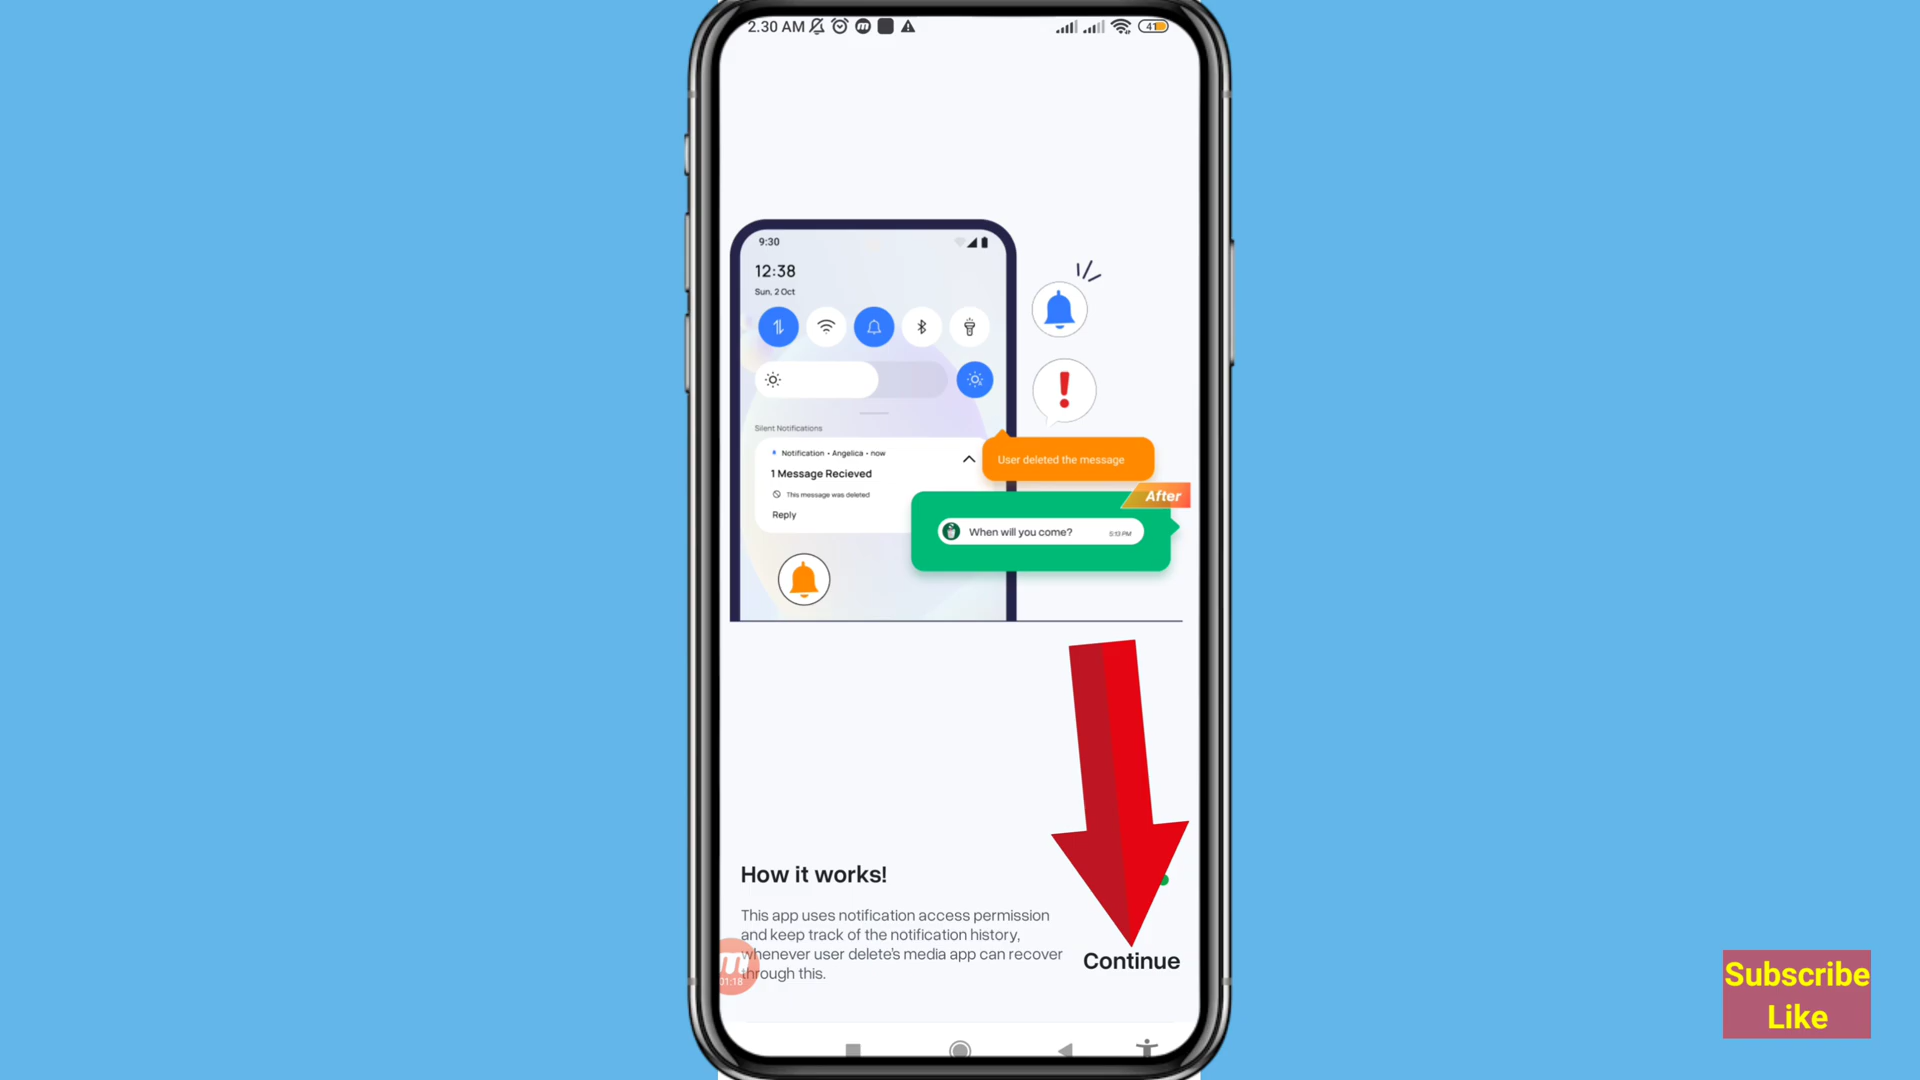 2.30 AM
41
9:30
12:38
Sun, 2 Oct
Silent Notifications
Notification • Angelica • now
1 Message Recieved
This message was deleted
Reply
User deleted the message
After
When will you come?
5:13 PM
How it works!
This app uses notification access permission
and keep track of the notification history,
whenever user delete's media app can recover
through this.
Continue
01:18
Subscribe
Like